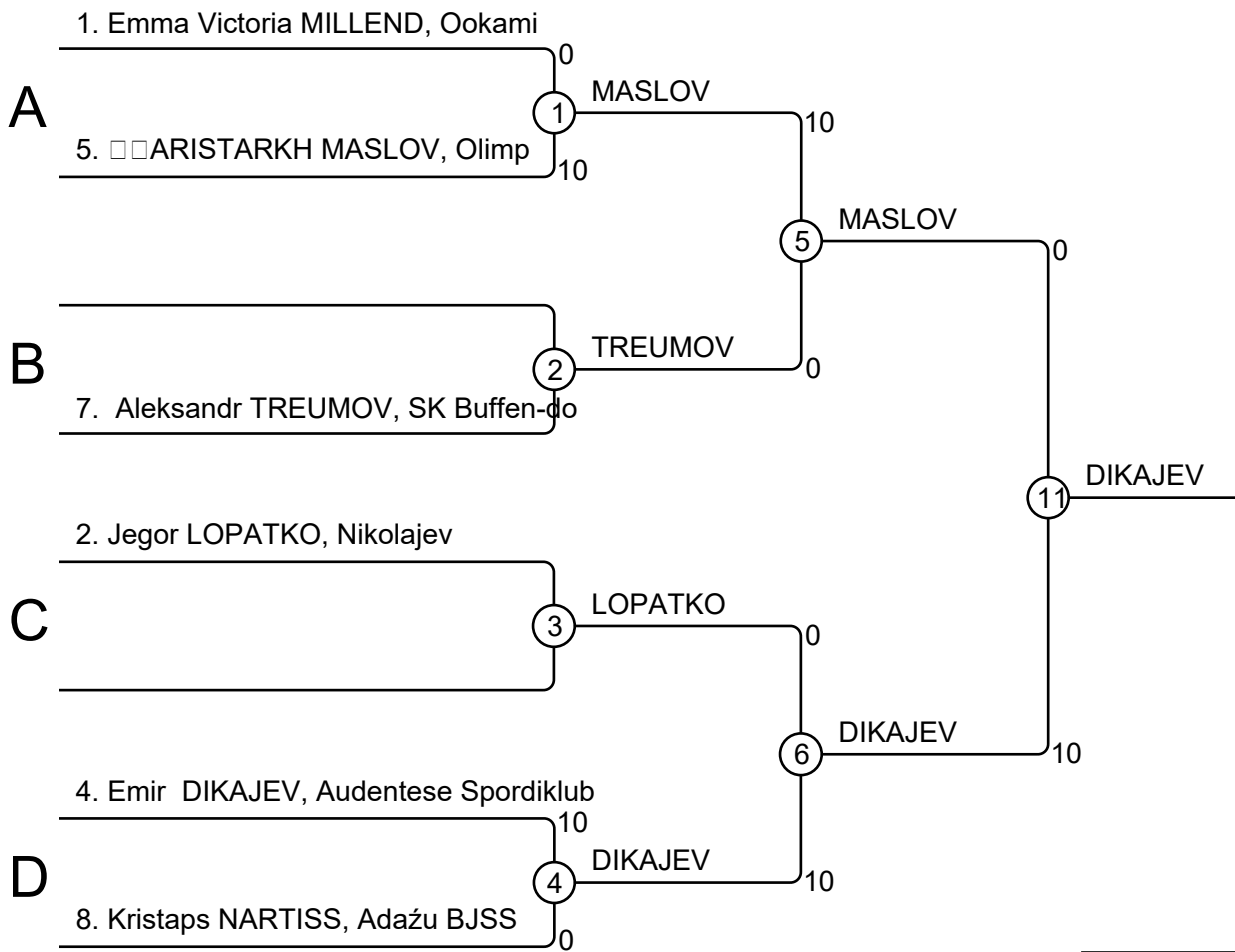 1. Emma Victoria MILLEND, Ookami
0
A
1
MASLOV
10
5. □□ARISTARKH MASLOV, Olimp
10
5
MASLOV
0
B
2
TREUMOV
0
7. Aleksandr TREUMOV, SK Buffen-do
11
DIKAJEV
2. Jegor LOPATKO, Nikolajev
C
3
LOPATKO
0
6
DIKAJEV
10
4. Emir DIKAJEV, Audentese Spordiklub
10
D
4
DIKAJEV
10
8. Kristaps NARTISS, Adaźu BJSS
0